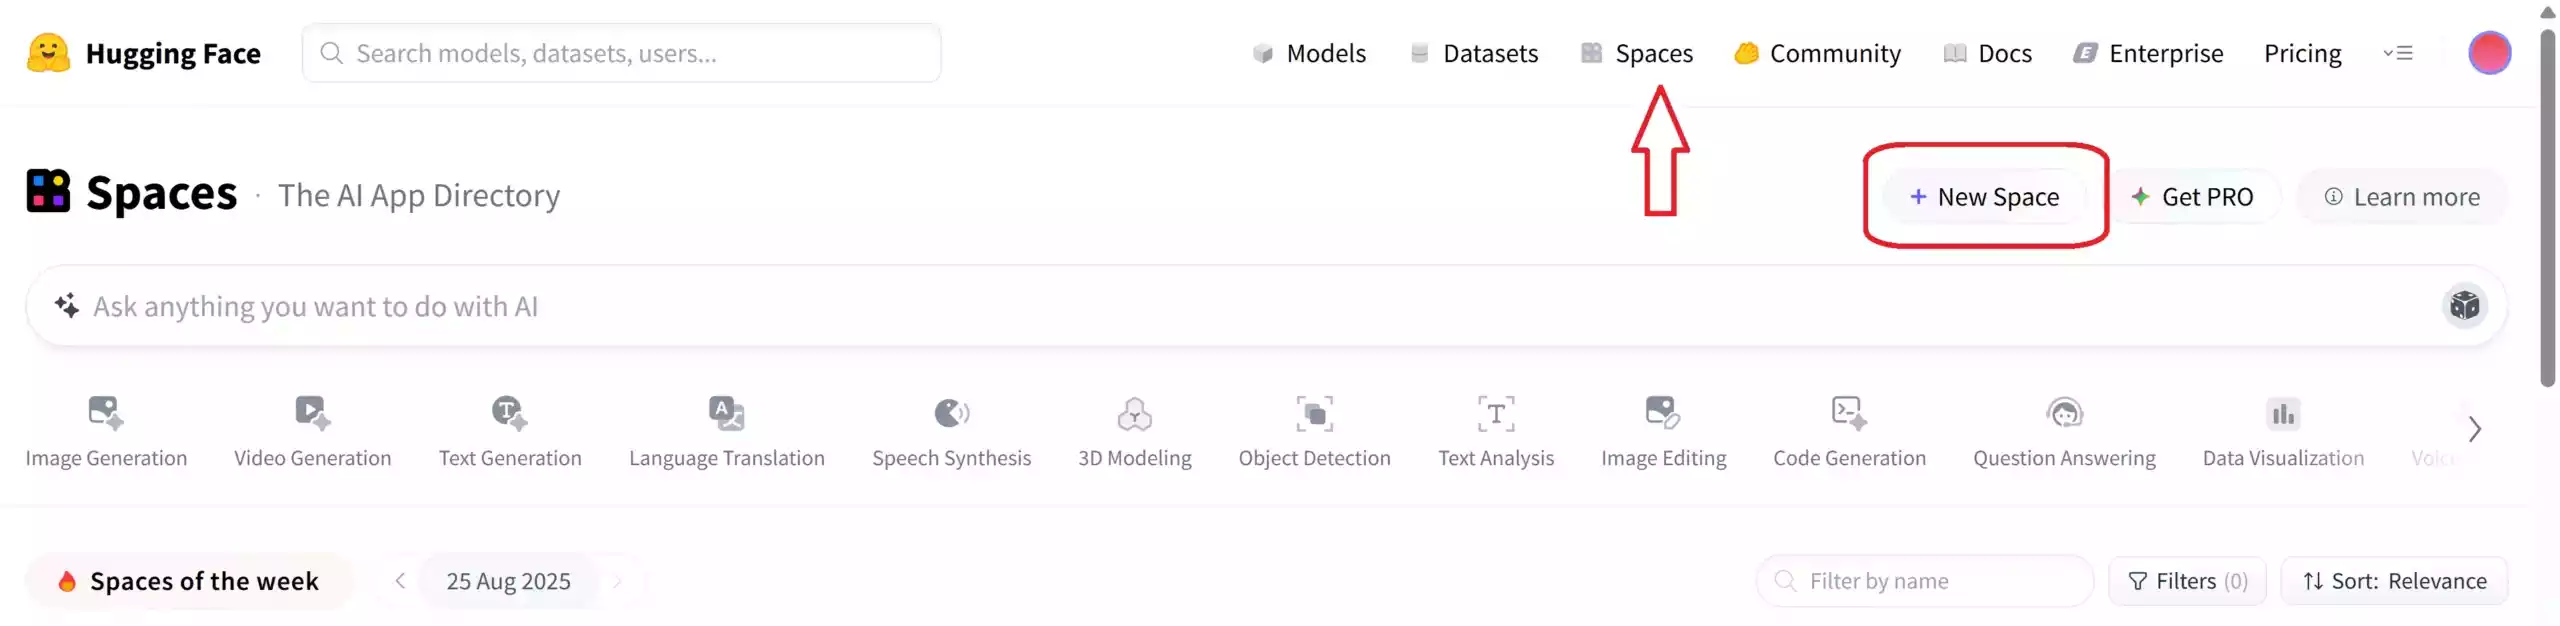 Hugging Face
Search models, datasets, users...
Models
Datasets
Spaces
Community
Docs
Enterprise
Pricing
Spaces · The AI App Directory
+ New Space
Get PRO
Learn more
Ask anything you want to do with AI
Image Generation
Video Generation
Text Generation
Language Translation
Speech Synthesis
3D Modeling
Object Detection
Text Analysis
Image Editing
Code Generation
Question Answering
Data Visualization
Spaces of the week
25 Aug 2025
Filter by name
Filters (0)
Sort: Relevance